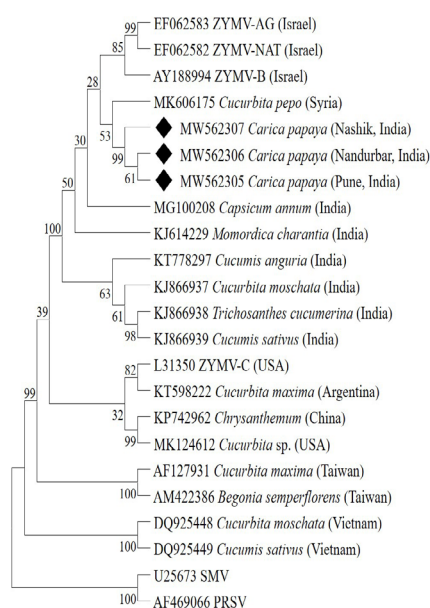 99
EF062583 ZYMV-AG (Israel)
EF062582 ZYMV-NAT (Israel)
85
AY188994 ZYMV-B (Israel)
28
MK606175 Cucurbita pepo (Syria)
53
MW562307 Carica papaya (Nashik, India)
30
99
MW562306 Carica papaya (Nandurbar, India)
61
MW562305 Carica papaya (Pune, India)
50
MG100208 Capsicum annum (India)
100
KJ614229 Momordica charantia (India)
KT778297 Cucumis anguria (India)
63
KJ866937 Cucurbita moschata (India)
61
KJ866938 Trichosanthes cucumerina (India)
39
98
KJ866939 Cucumis sativus (India)
L31350 ZYMV-C (USA)
82
KT598222 Cucurbita maxima (Argentina)
99
32
KP742962 Chrysanthemum (China)
99
MK124612 Cucurbita sp. (USA)
AF127931 Cucurbita maxima (Taiwan)
100
AM422386 Begonia semperflorens (Taiwan)
DQ925448 Cucurbita moschata (Vietnam)
100
DQ925449 Cucumis sativus (Vietnam)
U25673 SMV
100
AF469066 PRSV